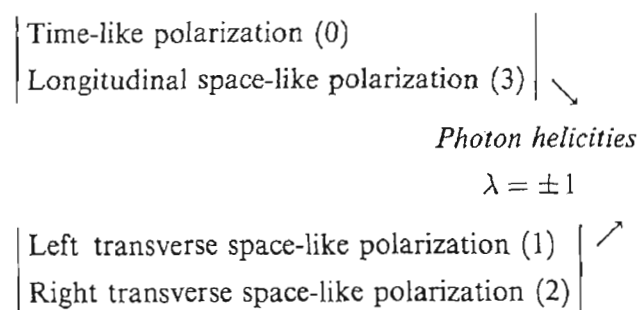 Time-like polarization (0)
Longitudinal space-like polarization (3)
Photon helicities
λ = ±1
Left transverse space-like polarization (1)
Right transverse space-like polarization (2)